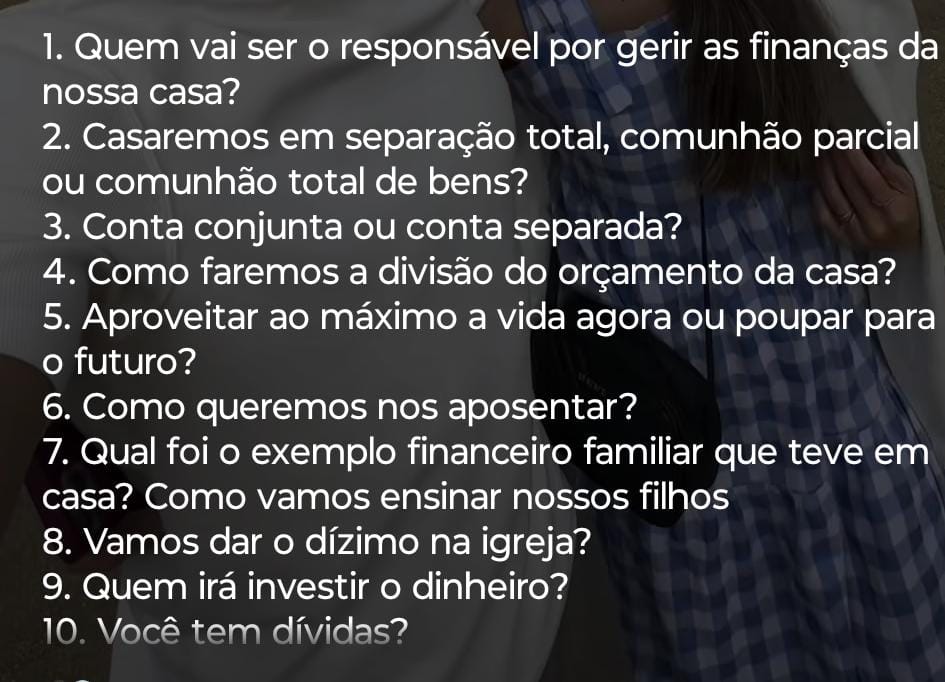 1. Quem vai ser o responsável por gerir as finanças da
nossa casa?
2. Casaremos em separação total, comunhão parcial
ou comunhão total de bens?
3. Conta conjunta ou conta separada?
4. Como faremos a divisão do orçamento da casa?
5. Aproveitar ao máximo a vida agora ou poupar para
o futuro?
6. Como queremos nos aposentar?
7. Qual foi o exemplo financeiro familiar que teve em
casa? Como vamos ensinar nossos filhos
8. Vamos dar o dízimo na igreja?
9. Quem irá investir o dinheiro?
10. Você tem dívidas?